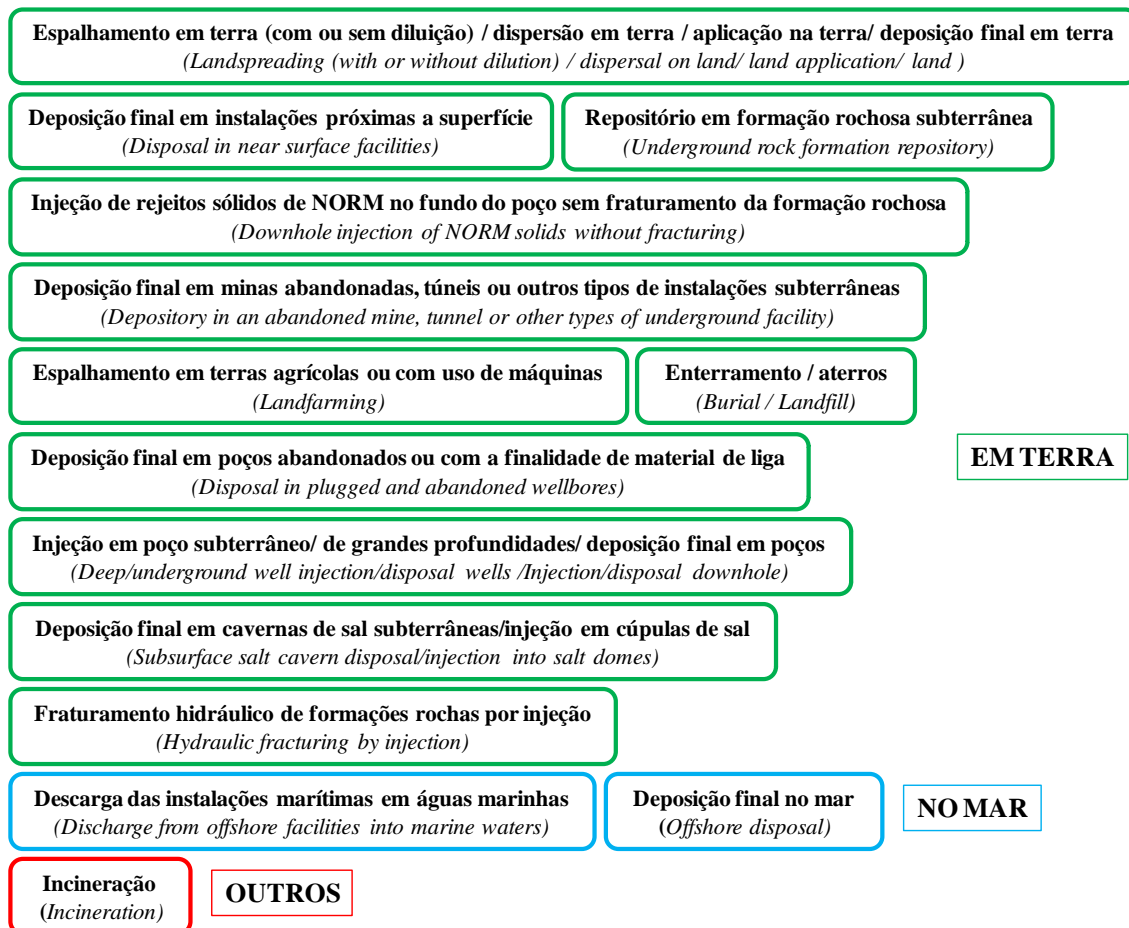 Espalhamento em terra (com ou sem diluição) / dispersão em terra / aplicação na terra/ deposição final em terra
(Landspreading (with or without dilution) / dispersal on land/ land application/ land )
Deposição final em instalações próximas a superfície
(Disposal in near surface facilities)
Repositório em formação rochosa subterrânea
(Underground rock formation repository)
Injeção de rejeitos sólidos de NORM no fundo do poço sem fraturamento da formação rochosa
(Downhole injection of NORM solids without fracturing)
Deposição final em minas abandonadas, túneis ou outros tipos de instalações subterrâneas
(Depository in an abandoned mine, tunnel or other types of underground facility)
Espalhamento em terras agrícolas ou com uso de máquinas
(Landfarming)
Enterramento / aterros
(Burial / Landfill)
Deposição final em poços abandonados ou com a finalidade de material de liga
(Disposal in plugged and abandoned wellbores)
EM TERRA
Injeção em poço subterrâneo/ de grandes profundidades/ deposição final em poços
(Deep/underground well injection/disposal wells /Injection/disposal downhole)
Deposição final em cavernas de sal subterrâneas/injeção em cúpulas de sal
(Subsurface salt cavern disposal/injection into salt domes)
Fraturamento hidráulico de formações rochas por injeção
(Hydraulic fracturing by injection)
Descarga das instalações marítimas em águas marinhas
(Discharge from offshore facilities into marine waters)
Deposição final no mar
(Offshore disposal)
NO MAR
Incineração
(Incineration)
OUTROS